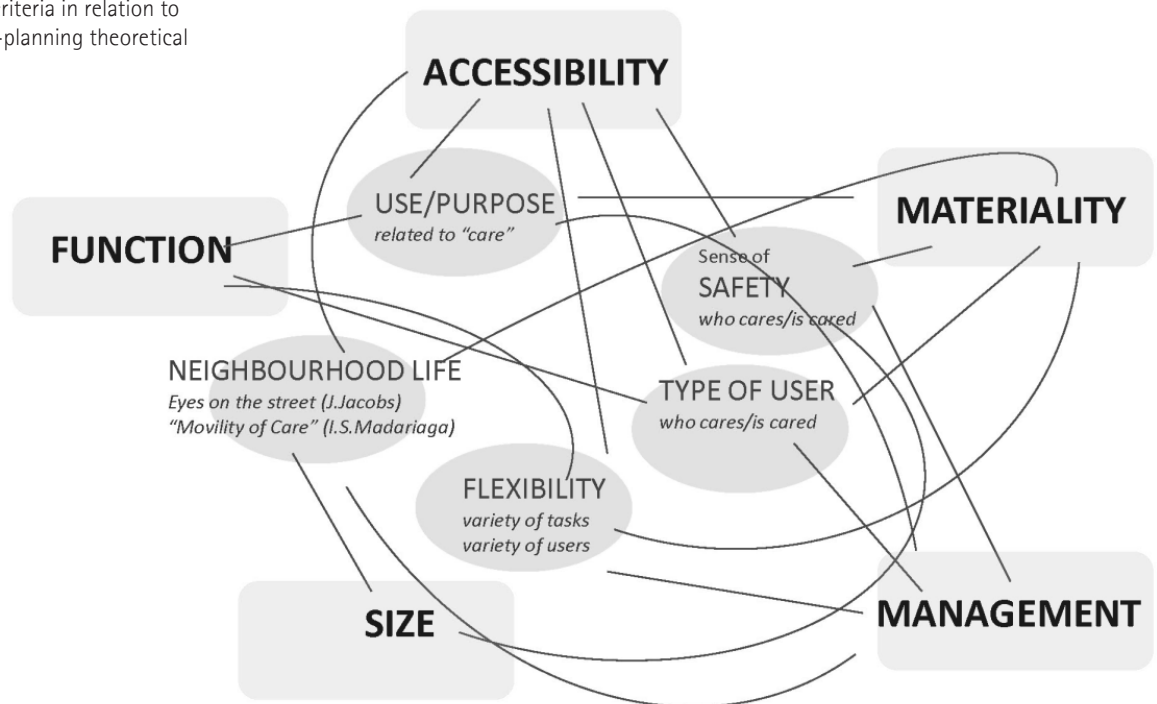 riteria in relation to
-planning theoretical
ACCESSIBILITY
USE/PURPOSE
related to “care”
MATERIALITY
FUNCTION
Sense of
SAFETY
who cares/is cared
NEIGHBOURHOOD LIFE
Eyes on the street (J.Jacobs)
“Movility of Care” (I.S.Madariaga)
TYPE OF USER
who cares/is cared
FLEXIBILITY
variety of tasks
variety of users
SIZE
MANAGEMENT